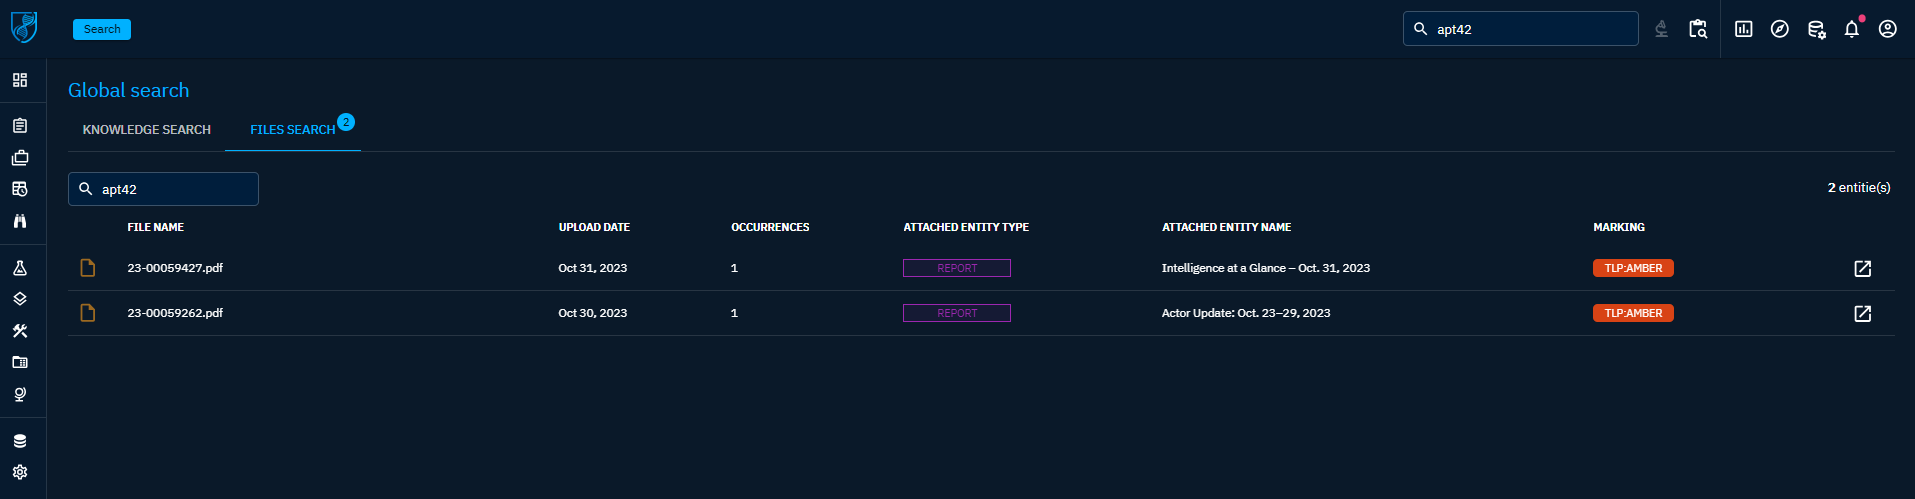 Search
apt42
Global search
KNOWLEDGE SEARCH
FILES SEARCH 2
apt42
2 entitie(s)
FILE NAME UPLOAD DATE OCCURRENCES ATTACHED ENTITY TYPE ATTACHED ENTITY NAME MARKING
23-00059427.pdf Oct 31, 2023 1 REPORT Intelligence at a Glance – Oct. 31, 2023 TLP:AMBER
23-00059262.pdf Oct 30, 2023 1 REPORT Actor Update: Oct. 23–29, 2023 TLP:AMBER